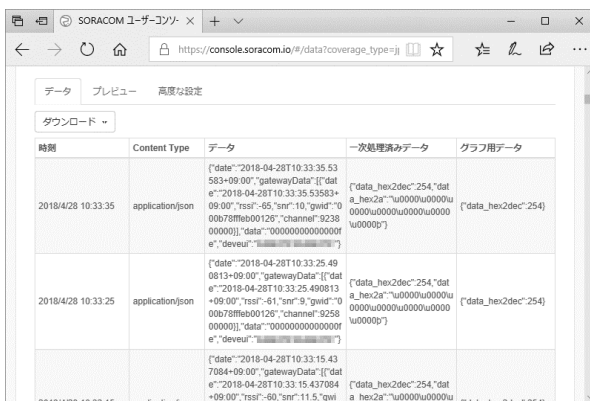 SORACOM ユーザーコンソー
https://console.soracom.io/#/data?coverage_type=j
データ プレビュー 高度な設定
ダウンロード
時刻 Content Type データ 一次処理済みデータ グラフ用データ
2018/4/28 10:33:35
application/json
{"date":"2018-04-28T10:33:35.53
583+09:00","gatewayData":[{"dat
e":"2018-04-28T10:33:35.53583+
09:00","rssi":-65,"snr":10,"gwid":"0
000b78fffeb00126","channel":9238
00000}],"data":"00000000000000f
e","deveui":"
"}
{"data_hex2dec":254,"dat
a_hex2a":"\u0000\u0000\u
0000\u0000\u0000\u0000
\u0000þ"}
{"data_hex2dec":254}
2018/4/28 10:33:25
application/json
{"date":"2018-04-28T10:33:25.49
0813+09:00","gatewayData":[{"dat
e":"2018-04-28T10:33:25.490813
+09:00","rssi":-61,"snr":9,"gwid":"0
000b78fffeb00126","channel":9258
00000}],"data":"00000000000000f
e","deveui":"
"}
{"data_hex2dec":254,"dat
a_hex2a":"\u0000\u0000\u
0000\u0000\u0000\u0000
\u0000þ"}
{"data_hex2dec":254}
{"date":"2018-04-28T10:33:15.43
7084+09:00","gatewayData":[{"dat
e":"2018-04-28T10:33:15.437084
+09:00","rssi":-60,"snr":11.5,"gwi
{"data_hex2dec":254,"dat
a_hex2a":"\u0000\u0000\u